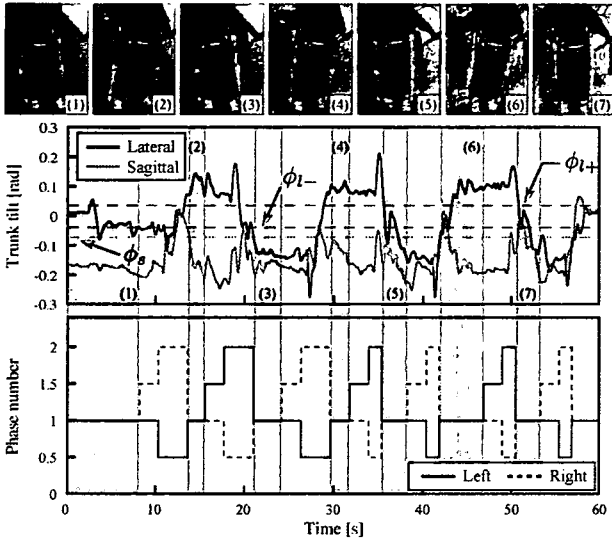 (1) (2) (3) (4) (5) (6) (7)
0.3
0.2
0.1
0
-0.1
-0.2
-0.3
Trunk tilt [rad]
Lateral
Sagittal
(2) (4) (6)
ϕl− ϕl+
ϕs
(1) (3) (5) (7)
2
1.5
1
0.5
0
Phase number
Left Right
0 10 20 30 40 50 60
Time [s]